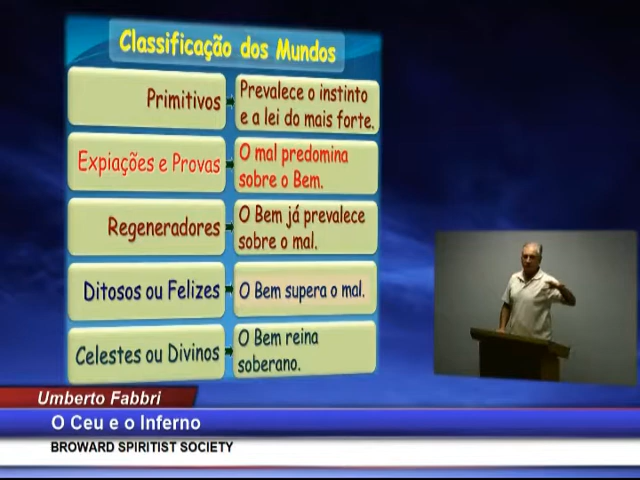 Classificação dos Mundos
Primitivos
Prevalece o instinto
e a lei do mais forte.
Expiações e Provas
O mal predomina
sobre o Bem.
Regeneradores
O Bem já prevalece
sobre o mal.
Ditosos ou Felizes
O Bem supera o mal.
Celestes ou Divinos
O Bem reina
soberano.
Umberto Fabbri
O Ceu e o Inferno
BROWARD SPIRITIST SOCIETY